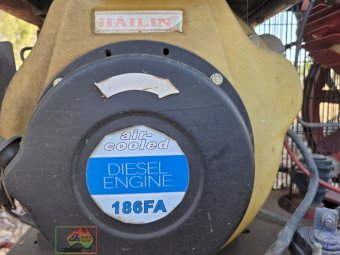 HAILIN
air-
cooled
DIESEL
ENGINE
186FA